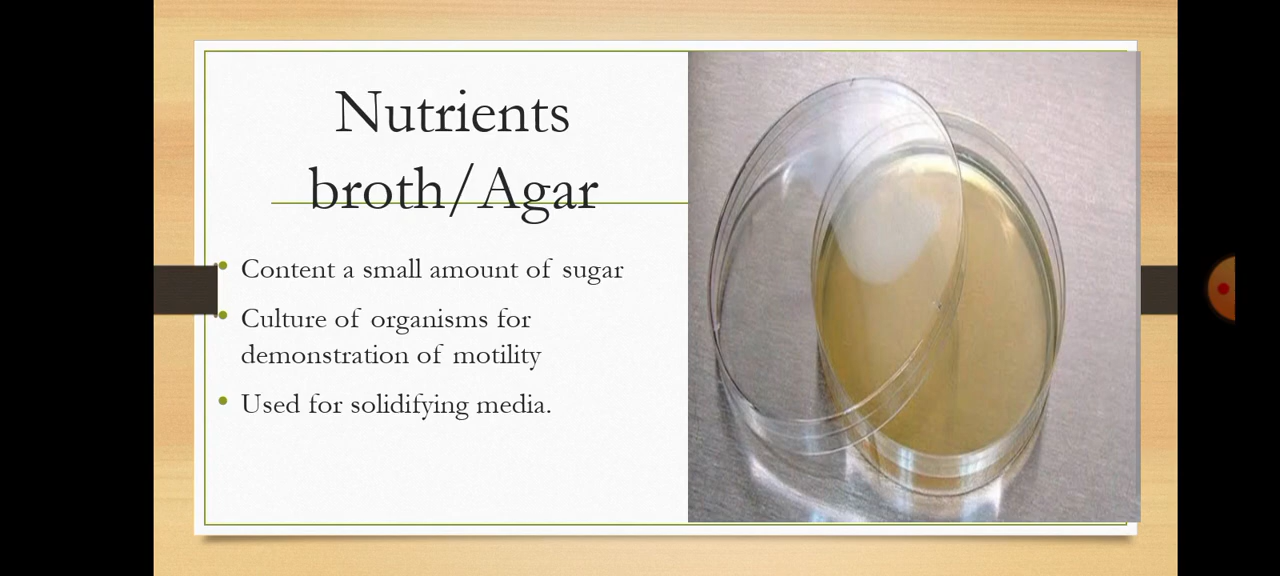 Nutrients
broth/Agar
Content a small amount of sugar
Culture of organisms for
demonstration of motility
Used for solidifying media.